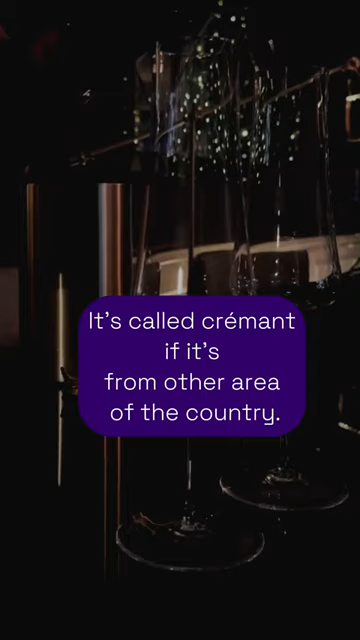 It's called crémant
if it's
from other area
of the country.